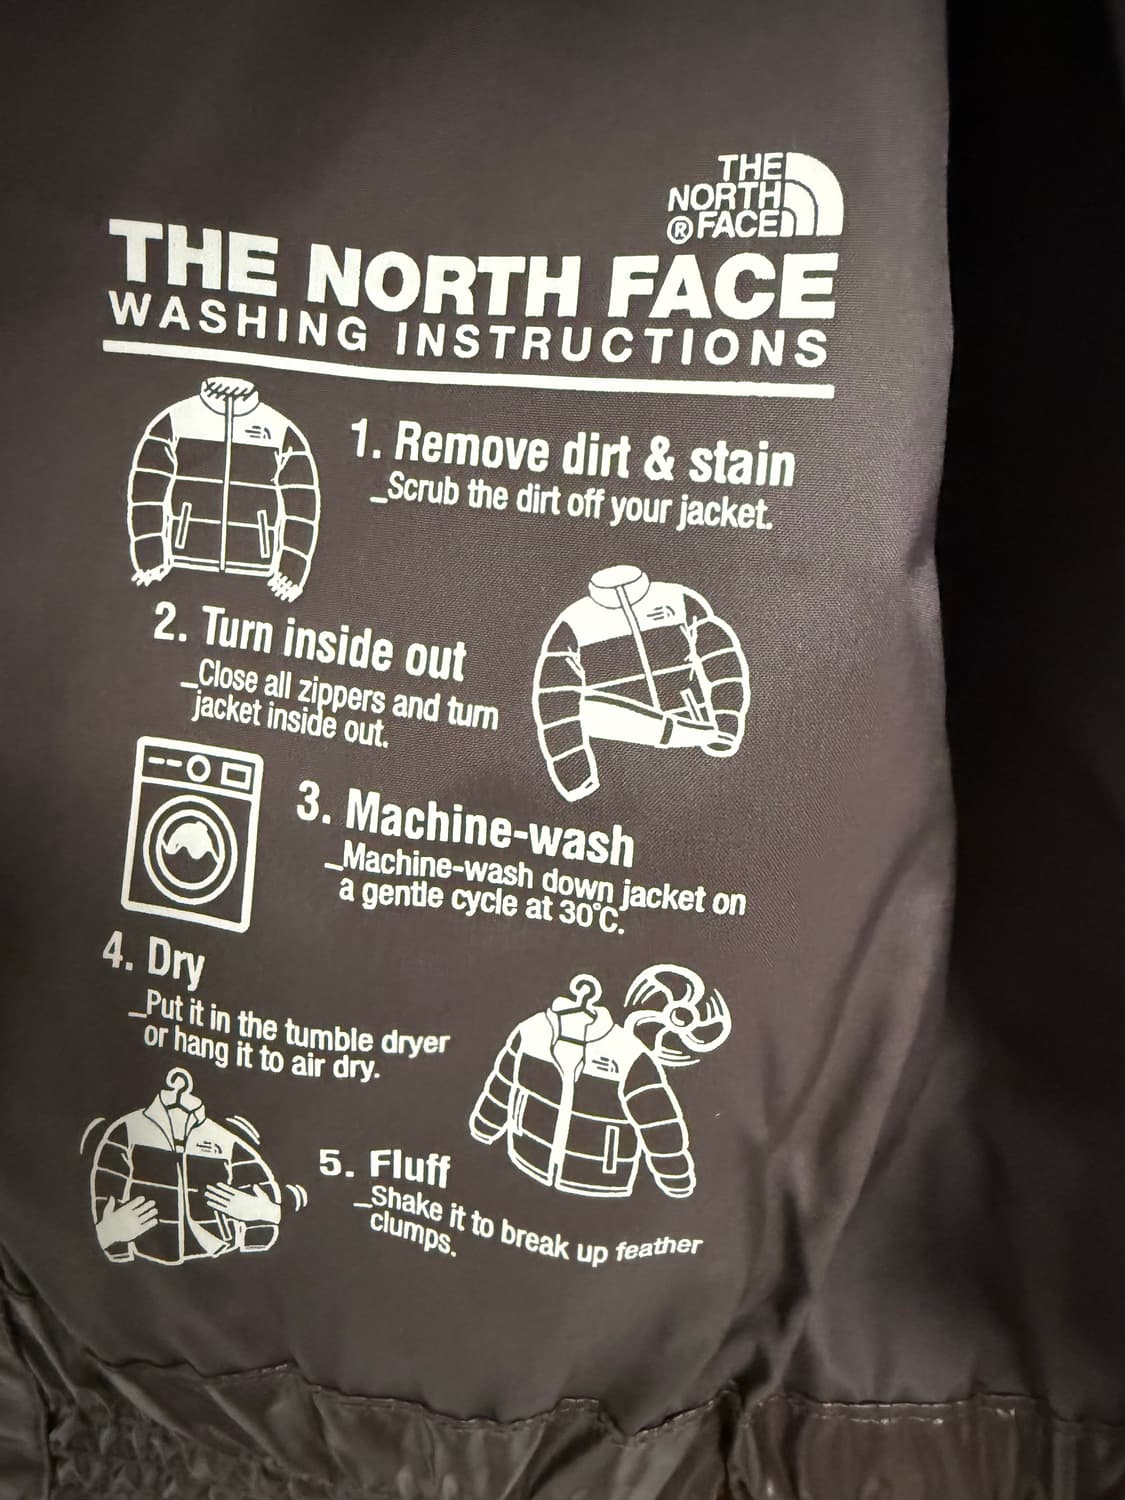 THE
NORTH
® FACE
THE NORTH FACE
WASHING INSTRUCTIONS
1. Remove dirt & stain
_Scrub the dirt off your jacket.
2. Turn inside out
_Close all zippers and turn
jacket inside out.
3. Machine-wash
_Machine-wash down jacket on
a gentle cycle at 30°C.
4. Dry
_Put it in the tumble dryer
or hang it to air dry.
5. Fluff
_Shake it to break up feather
clumps.